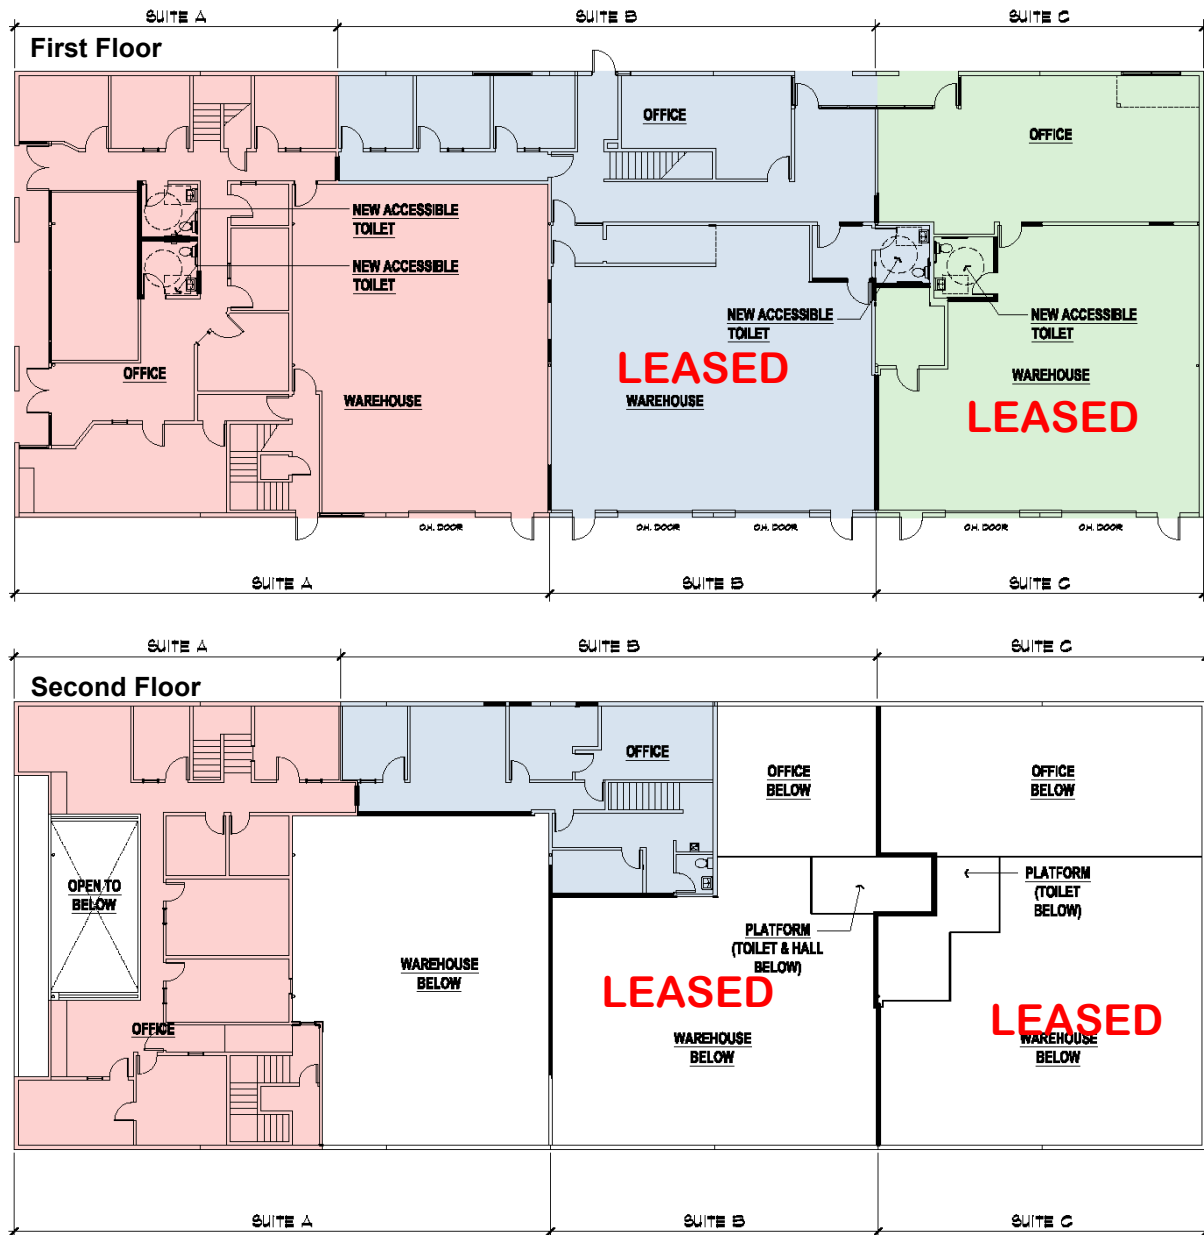 SUITE A
SUITE B
SUITE C
First Floor
OFFICE
OFFICE
NEW ACCESSIBLE
TOILET
NEW ACCESSIBLE
TOILET
NEW ACCESSIBLE
TOILET
NEW ACCESSIBLE
TOILET
OFFICE
LEASED
WAREHOUSE
WAREHOUSE
WAREHOUSE
LEASED
O.H. DOOR
O.H. DOOR
O.H. DOOR
O.H. DOOR
O.H. DOOR
SUITE A
SUITE B
SUITE C
SUITE A
SUITE B
SUITE C
Second Floor
OFFICE
OFFICE
BELOW
OFFICE
BELOW
OPEN TO
BELOW
PLATFORM
(TOILET
BELOW)
PLATFORM
(TOILET & HALL
BELOW)
WAREHOUSE
BELOW
LEASED
LEASED
OFFICE
WAREHOUSE
BELOW
WAREHOUSE
BELOW
SUITE A
SUITE B
SUITE C